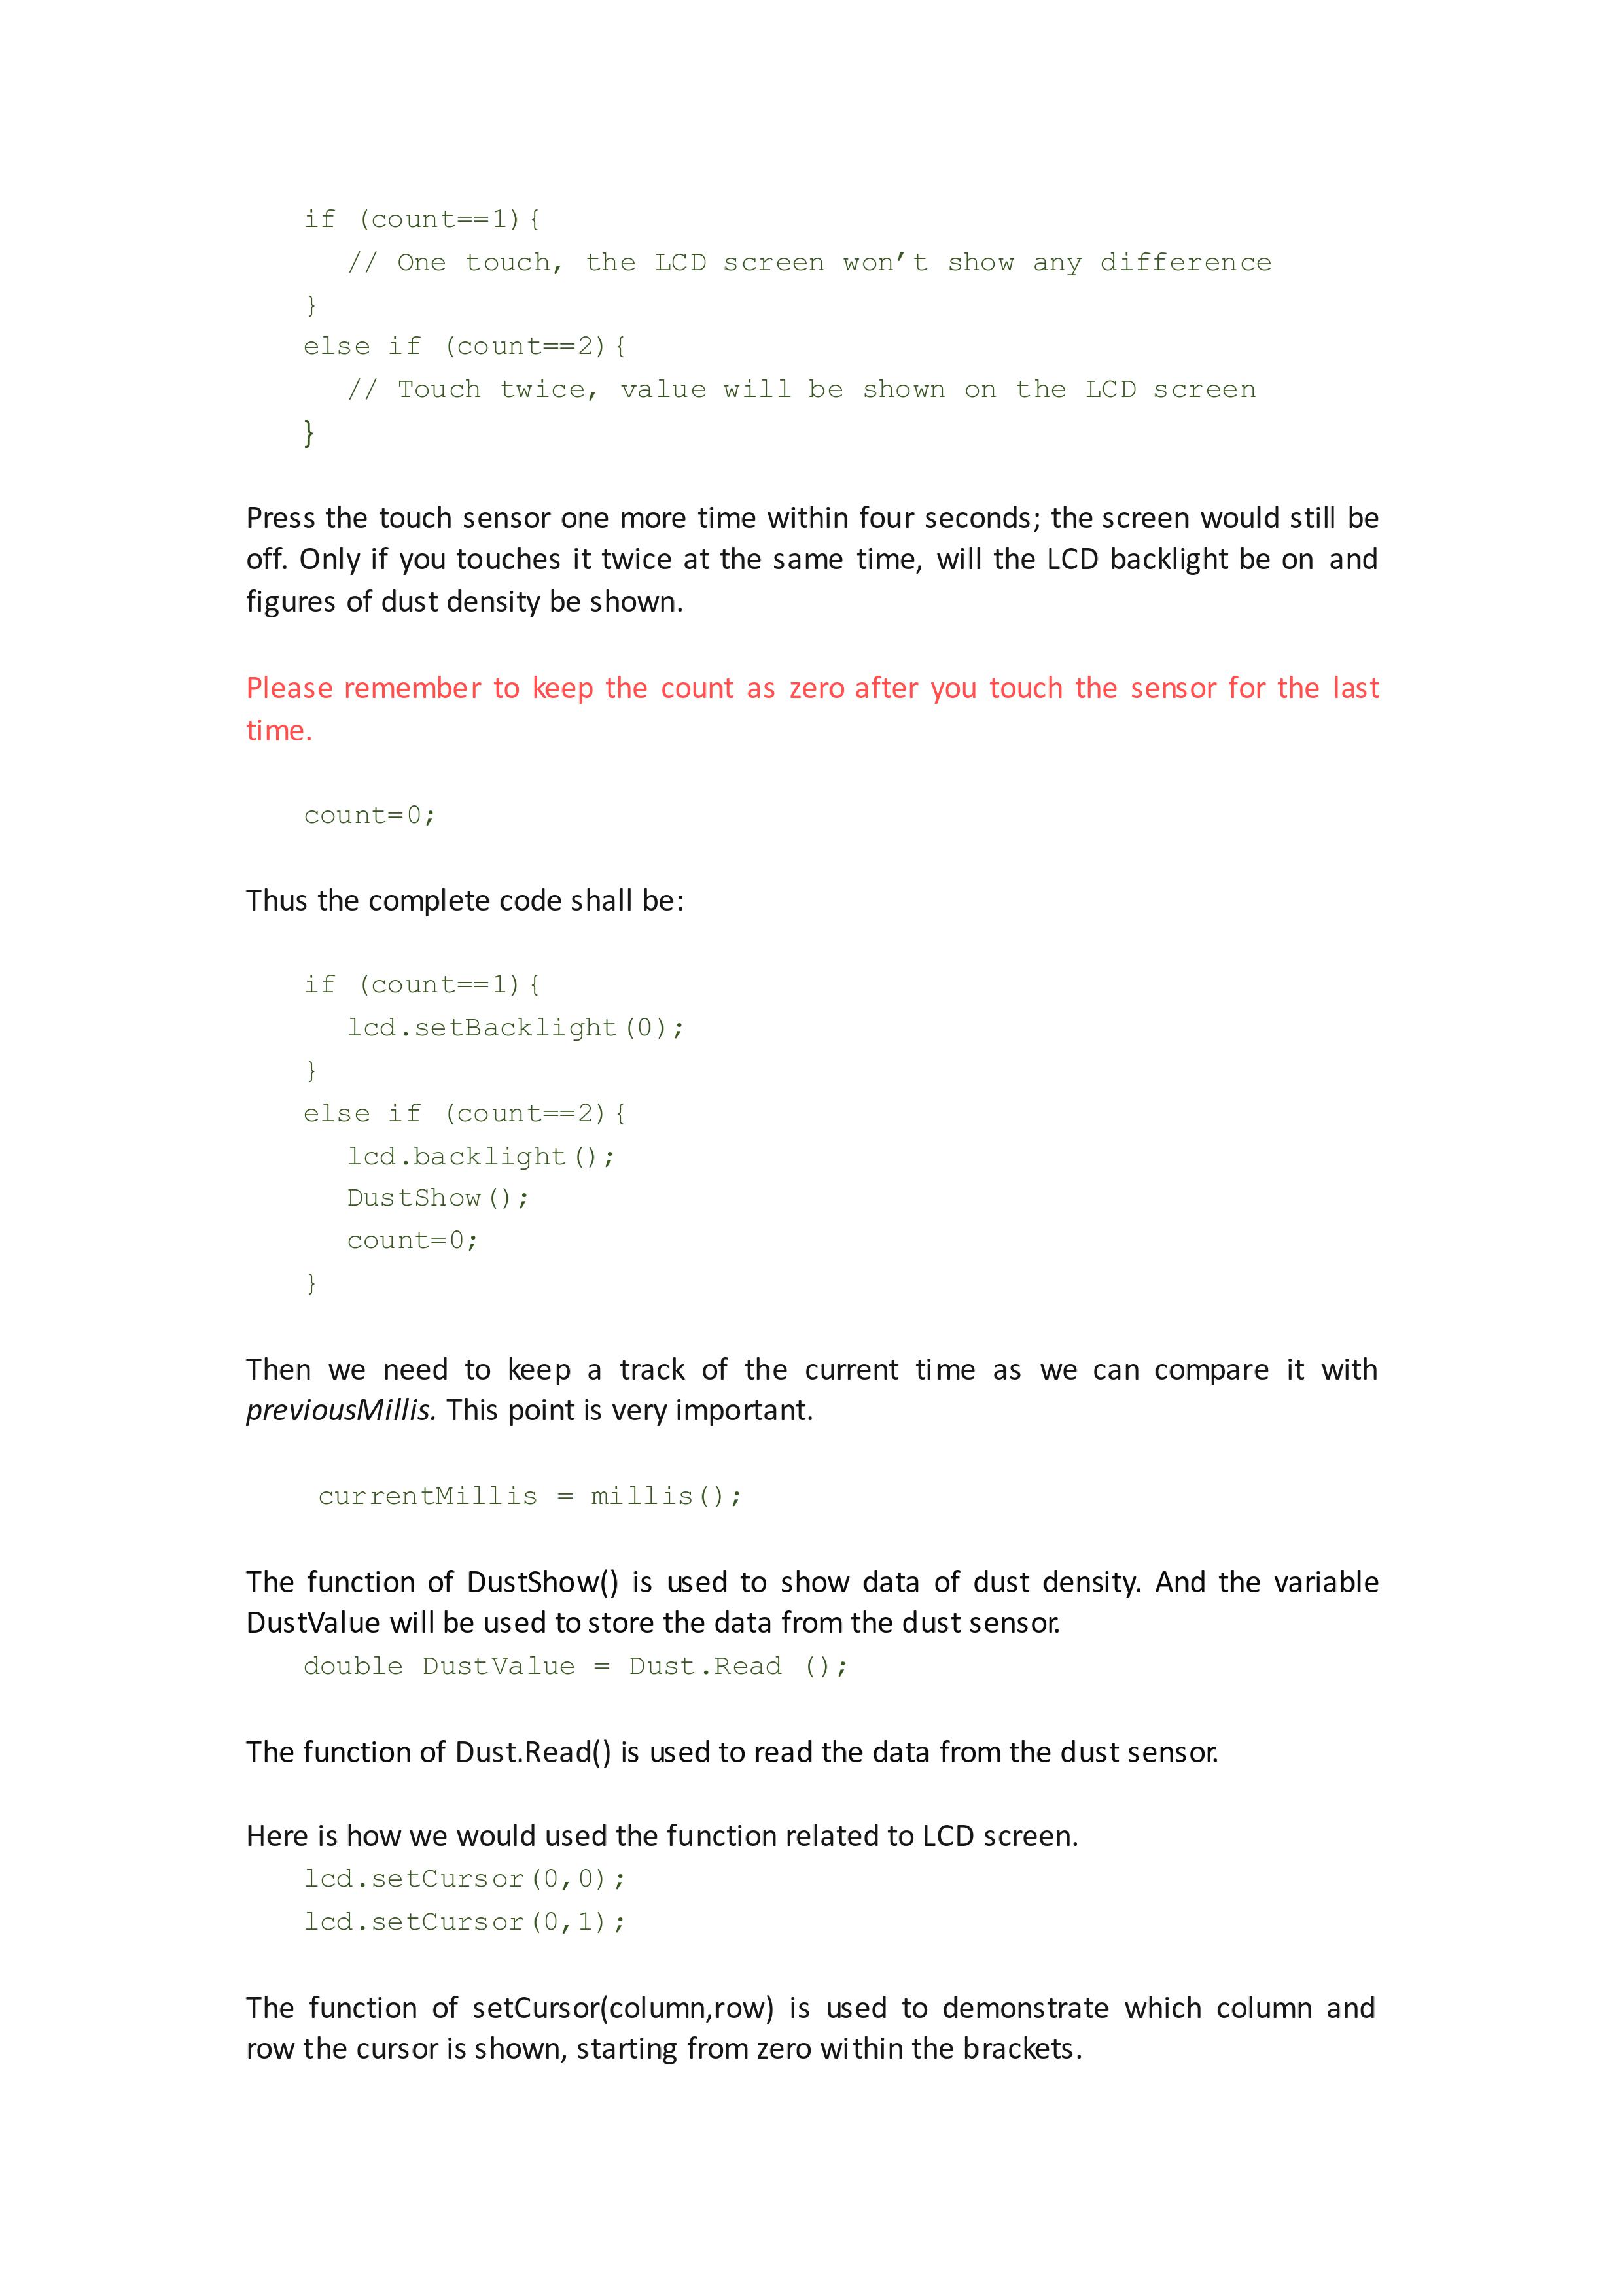 if (count==1){
// One touch, the LCD screen won’t show any difference
}
else if (count==2){
// Touch twice, value will be shown on the LCD screen
}
Press the touch sensor one more time within four seconds; the screen would still be
off. Only if you touches it twice at the same time, will the LCD backlight be on and
figures of dust density be shown.
Please remember to keep the count as zero after you touch the sensor for the last
time.
count=0;
Thus the complete code shall be:
if (count==1){
lcd.setBacklight(0);
}
else if (count==2){
lcd.backlight();
DustShow();
count=0;
}
Then we need to keep a track of the current time as we can compare it with
previousMillis. This point is very important.
currentMillis = millis();
The function of DustShow() is used to show data of dust density. And the variable
DustValue will be used to store the data from the dust sensor.
double DustValue = Dust.Read ();
The function of Dust.Read() is used to read the data from the dust sensor.
Here is how we would used the function related to LCD screen.
lcd.setCursor(0,0);
lcd.setCursor(0,1);
The function of setCursor(column,row) is used to demonstrate which column and
row the cursor is shown, starting from zero within the brackets.